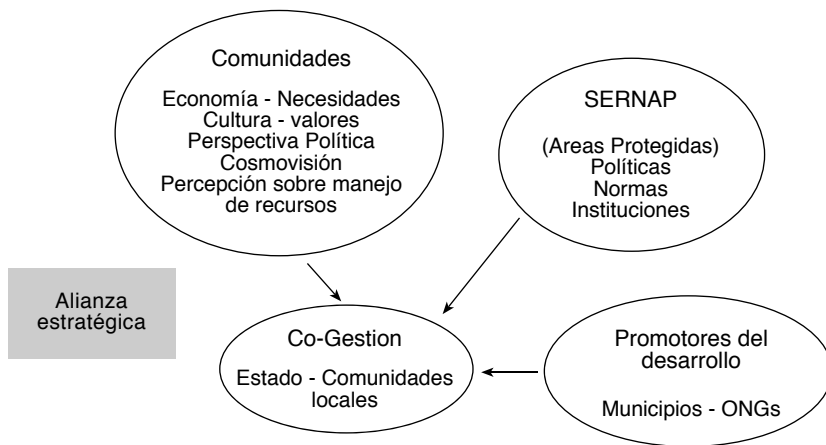 Comunidades
Economía - Necesidades
Cultura - valores
Perspectiva Política
Cosmovisión
Percepción sobre manejo
de recursos
SERNAP
(Areas Protegidas)
Políticas
Normas
Instituciones
Alianza
estratégica
Co-Gestion
Estado - Comunidades
locales
Promotores del
desarrollo
Municipios - ONGs